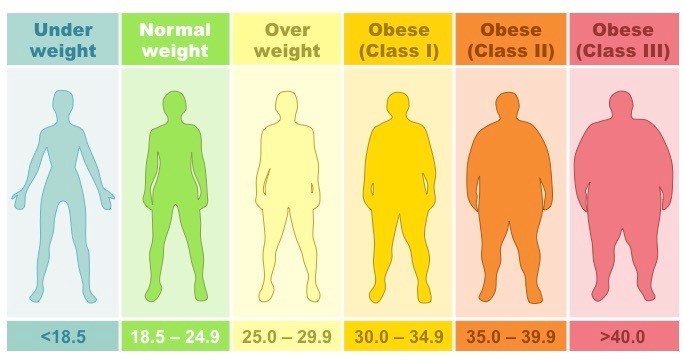 Under
weight
Normal
weight
Over
weight
Obese
(Class I)
Obese
(Class II)
Obese
(Class III)
<18.5
18.5 – 24.9
25.0 – 29.9
30.0 – 34.9
35.0 – 39.9
>40.0